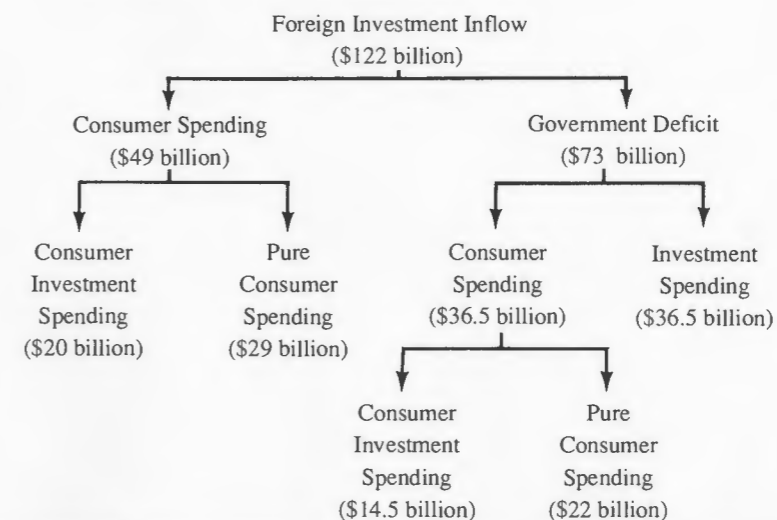 Foreign Investment Inflow
($122 billion)
Consumer Spending
($49 billion)
Government Deficit
($73 billion)
Consumer
Investment
Spending
($20 billion)
Pure
Consumer
Spending
($29 billion)
Consumer
Spending
($36.5 billion)
Investment
Spending
($36.5 billion)
Consumer
Investment
Spending
($14.5 billion)
Pure
Consumer
Spending
($22 billion)